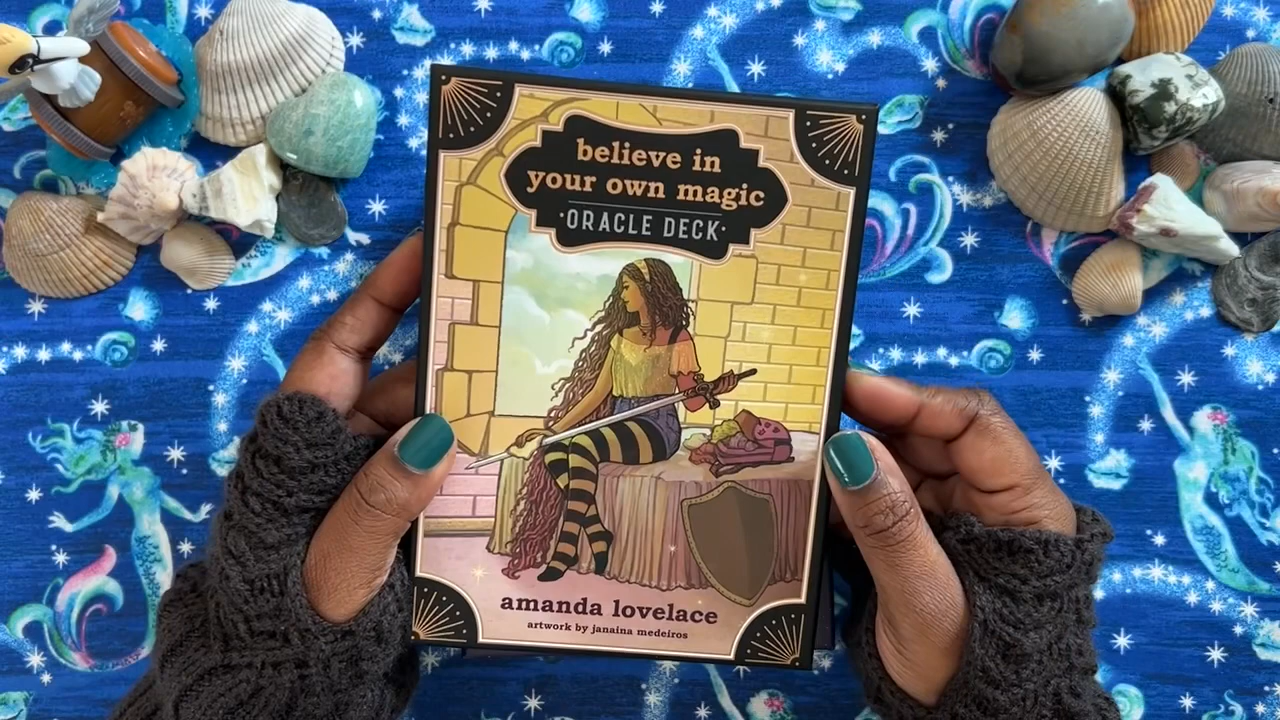 believe in
your own magic
·ORACLE DECK·
amanda lovelace
artwork by janaina medeiros